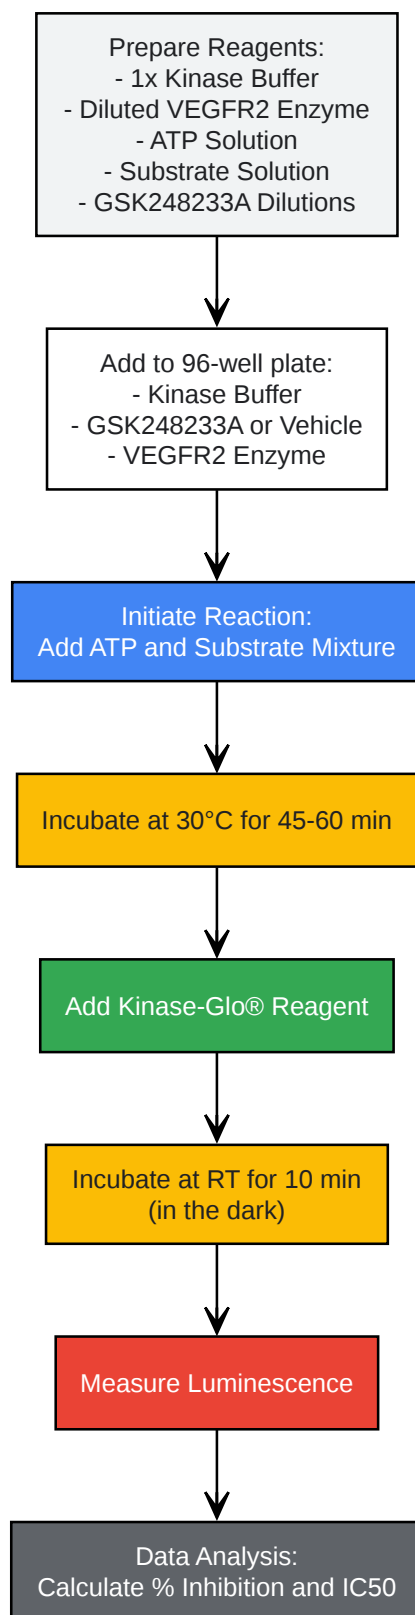 Prepare Reagents:
- 1x Kinase Buffer
- Diluted VEGFR2 Enzyme
- ATP Solution
- Substrate Solution
- GSK248233A Dilutions
Add to 96-well plate:
- Kinase Buffer
- GSK248233A or Vehicle
- VEGFR2 Enzyme
Initiate Reaction:
Add ATP and Substrate Mixture
Incubate at 30°C for 45-60 min
Add Kinase-Glo® Reagent
Incubate at RT for 10 min
(in the dark)
Measure Luminescence
Data Analysis:
Calculate % Inhibition and IC50